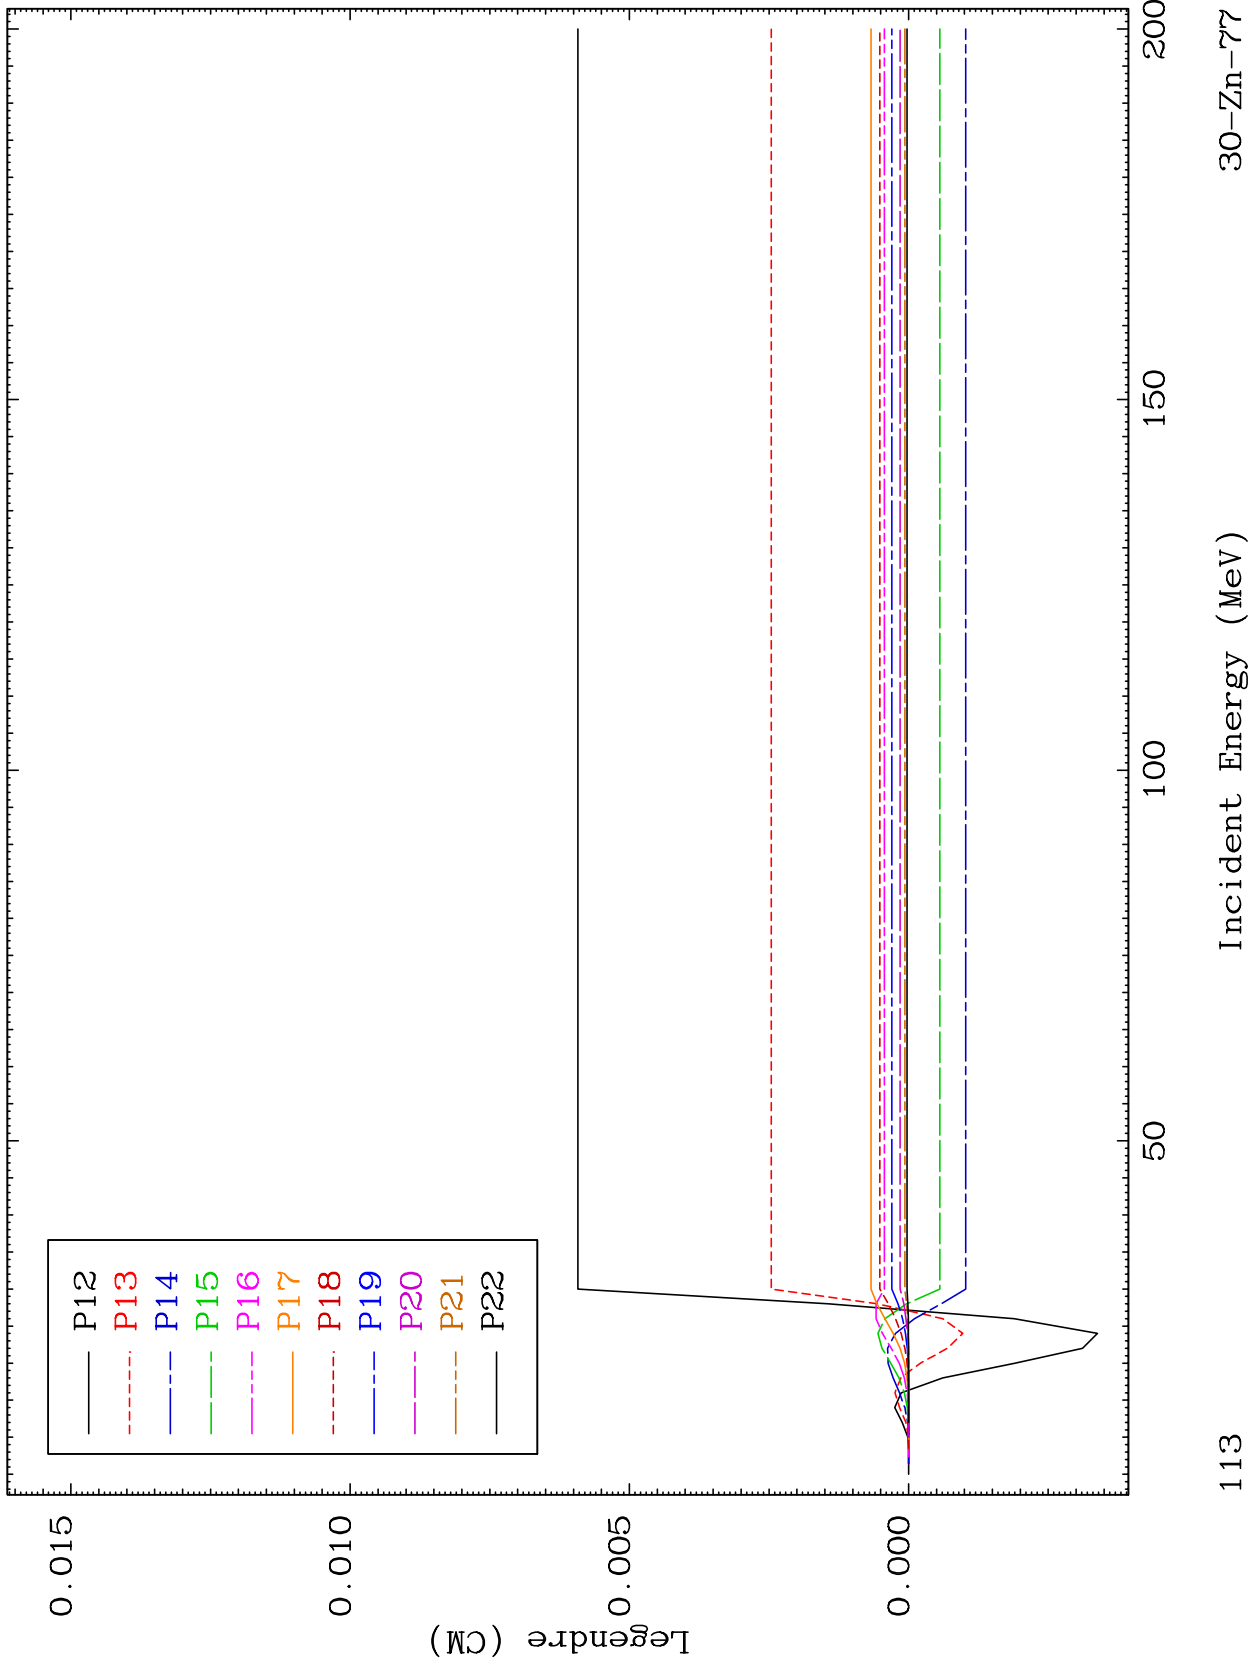 Legendre (CM)
0.015
0.010
0.005
0.000
P12
P13
P14
P15
P16
P17
P18
P19
P20
P21
P22
50
100
150
200
Incident Energy (MeV)
113
30-Zn-77